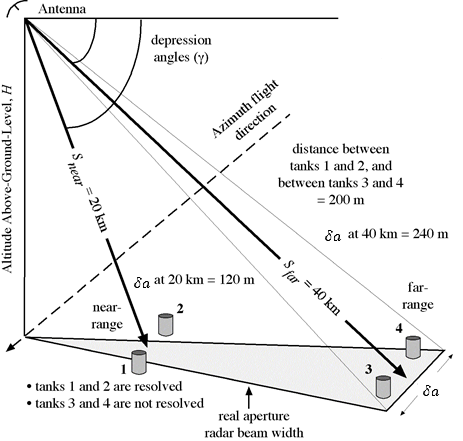 Antenna
depression
angles (γ)
Altitude Above-Ground-Level, H
Azimuth flight
direction
S near = 20 km
distance between
tanks 1 and 2, and
between tanks 3 and 4
= 200 m
δa at 40 km = 240 m
δa at 20 km = 120 m
S far = 40 km
far-
range
near-
range
2
4
1
3
δa
• tanks 1 and 2 are resolved
• tanks 3 and 4 are not resolved
real aperture
radar beam width